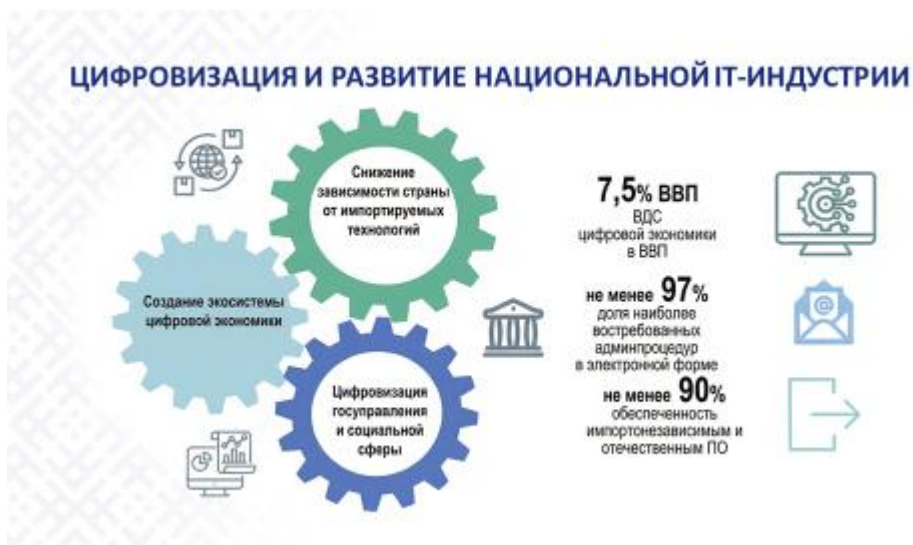 ЦИФРОВИЗАЦИЯ И РАЗВИТИЕ НАЦИОНАЛЬНОЙ IT-ИНДУСТРИИ
Снижение
зависимости страны
от импортируемых
технологий
Создание экосистемы
цифровой экономики
Цифровизация
госуправления
и социальной
сферы
7,5% ВВП
ВДС
цифровой экономики
в ВВП
не менее 97%
доля наиболее
востребованных
админпроцедур
в электронной форме
не менее 90%
обеспеченность
импортонезависимым и
отечественным ПО
@